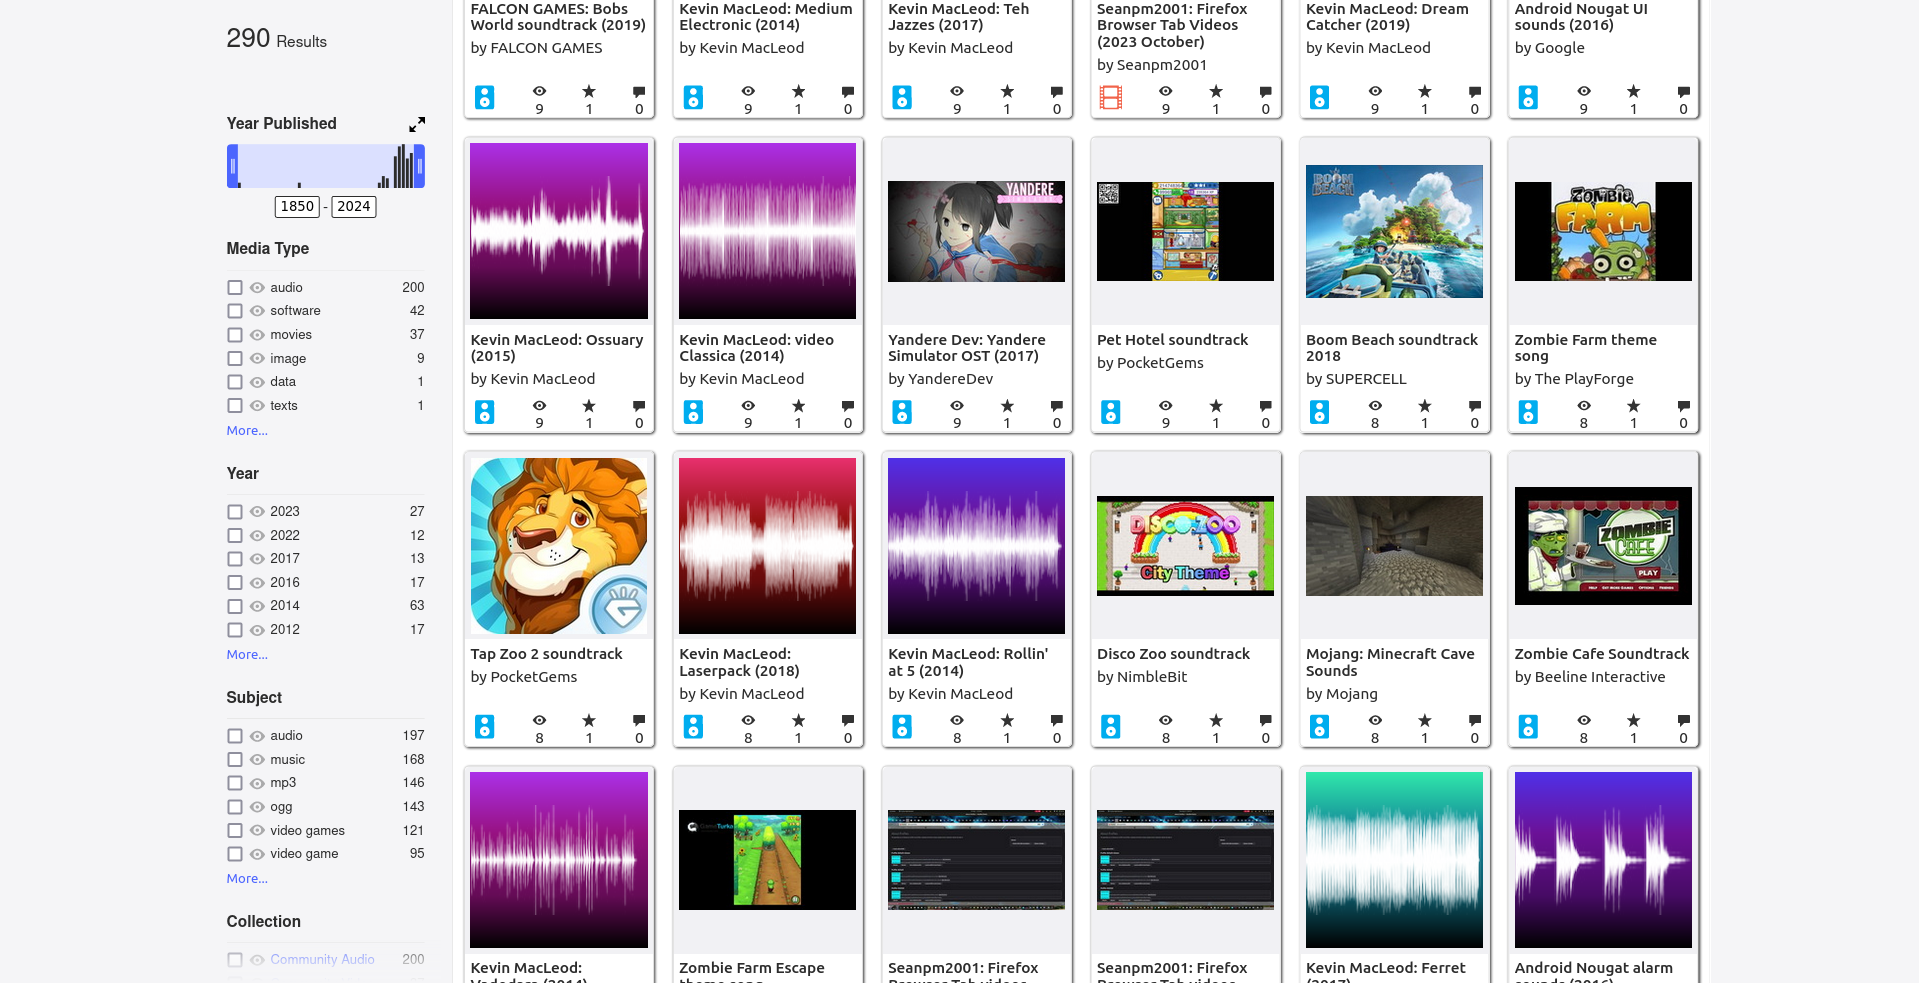 290 Results
Year Published
1850 - 2024
Media Type
audio 200
software 42
movies 37
image 9
data 1
texts 1
More...
Year
2023 27
2022 12
2017 13
2016 17
2014 63
2012 17
More...
Subject
audio 197
music 168
mp3 146
ogg 143
video games 121
video game 95
More...
Collection
Community Audio 200
FALCON GAMES: Bobs
World soundtrack (2019)
by FALCON GAMES
9 1 0
Kevin MacLeod: Medium
Electronic (2014)
by Kevin MacLeod
9 1 0
Kevin MacLeod: Teh
Jazzes (2017)
by Kevin MacLeod
9 1 0
Seanpm2001: Firefox
Browser Tab Videos
(2023 October)
by Seanpm2001
9 1 0
Kevin MacLeod: Dream
Catcher (2019)
by Kevin MacLeod
9 1 0
Android Nougat UI
sounds (2016)
by Google
9 1 0
Kevin MacLeod: Ossuary
(2015)
by Kevin MacLeod
9 1 0
Kevin MacLeod: video
Classica (2014)
by Kevin MacLeod
9 1 0
YANDERE
Yandere Dev: Yandere
Simulator OST (2017)
by YandereDev
9 1 0
Pet Hotel soundtrack
by PocketGems
9 1 0
BOOM
BEACH
Boom Beach soundtrack
2018
by SUPERCELL
8 1 0
ZOMBIE
FARM
Zombie Farm theme
song
by The PlayForge
8 1 0
Tap Zoo 2 soundtrack
by PocketGems
8 1 0
Kevin MacLeod:
Laserpack (2018)
by Kevin MacLeod
8 1 0
Kevin MacLeod: Rollin'
at 5 (2014)
by Kevin MacLeod
8 1 0
DISCO ZOO
City Theme
Disco Zoo soundtrack
by NimbleBit
8 1 0
Mojang: Minecraft Cave
Sounds
by Mojang
8 1 0
ZOMBIE
CAFE
PLAY
Zombie Cafe Soundtrack
by Beeline Interactive
8 1 0
Kevin MacLeod:
Zombie Farm Escape
Seanpm2001: Firefox
Browser Tab videos
Seanpm2001: Firefox
Browser Tab videos
Kevin MacLeod: Ferret
(2017)
Android Nougat alarm
sounds (2016)